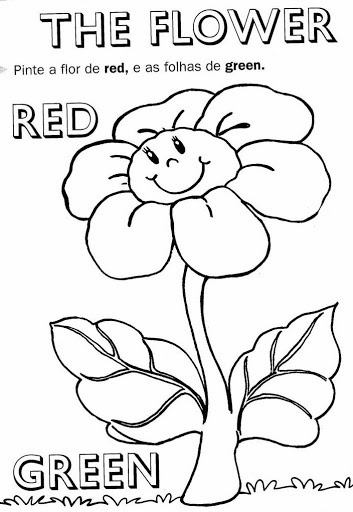 THE FLOWER
Pinte a flor de red, e as folhas de green.
RED
GREEN